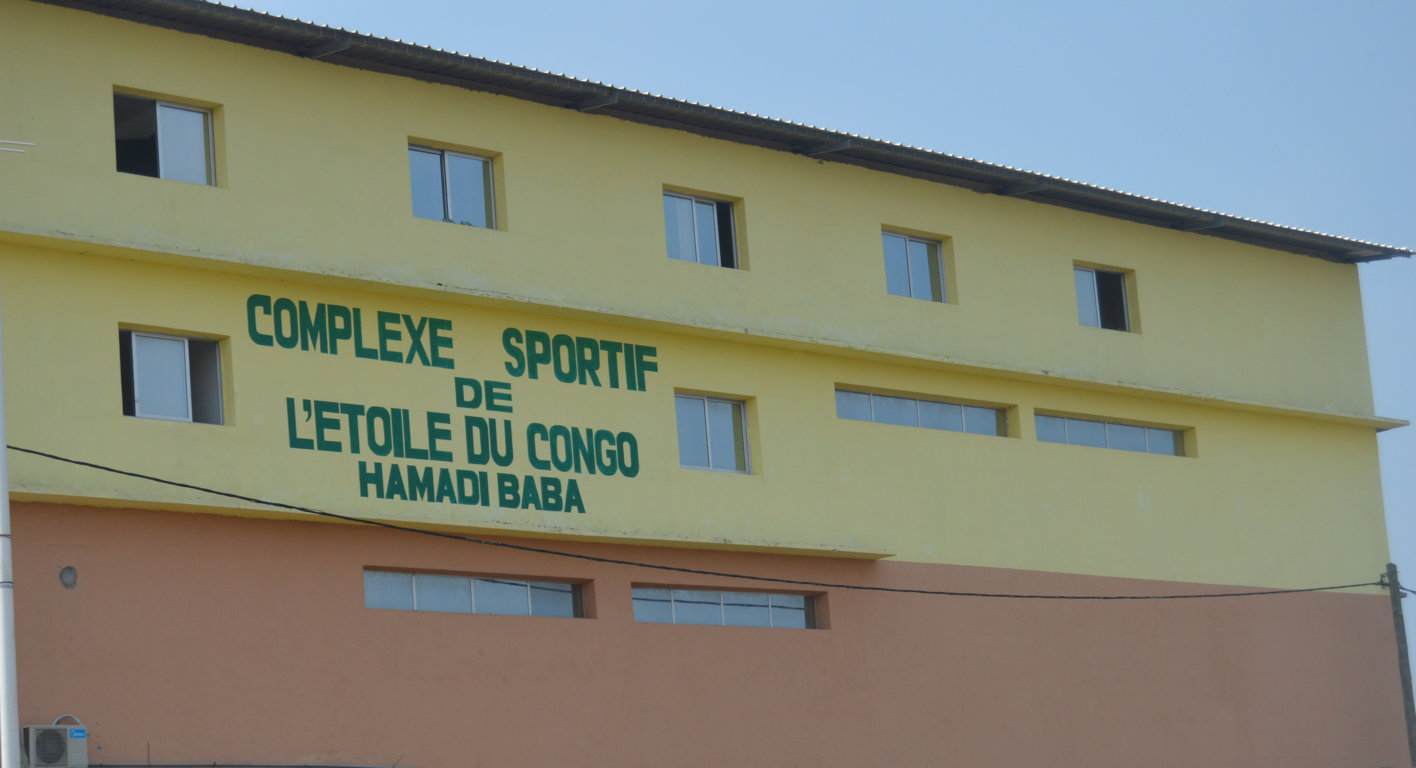 COMPLEXE SPORTIF
DE
L'ETOILE DU CONGO
HAMADI BABA